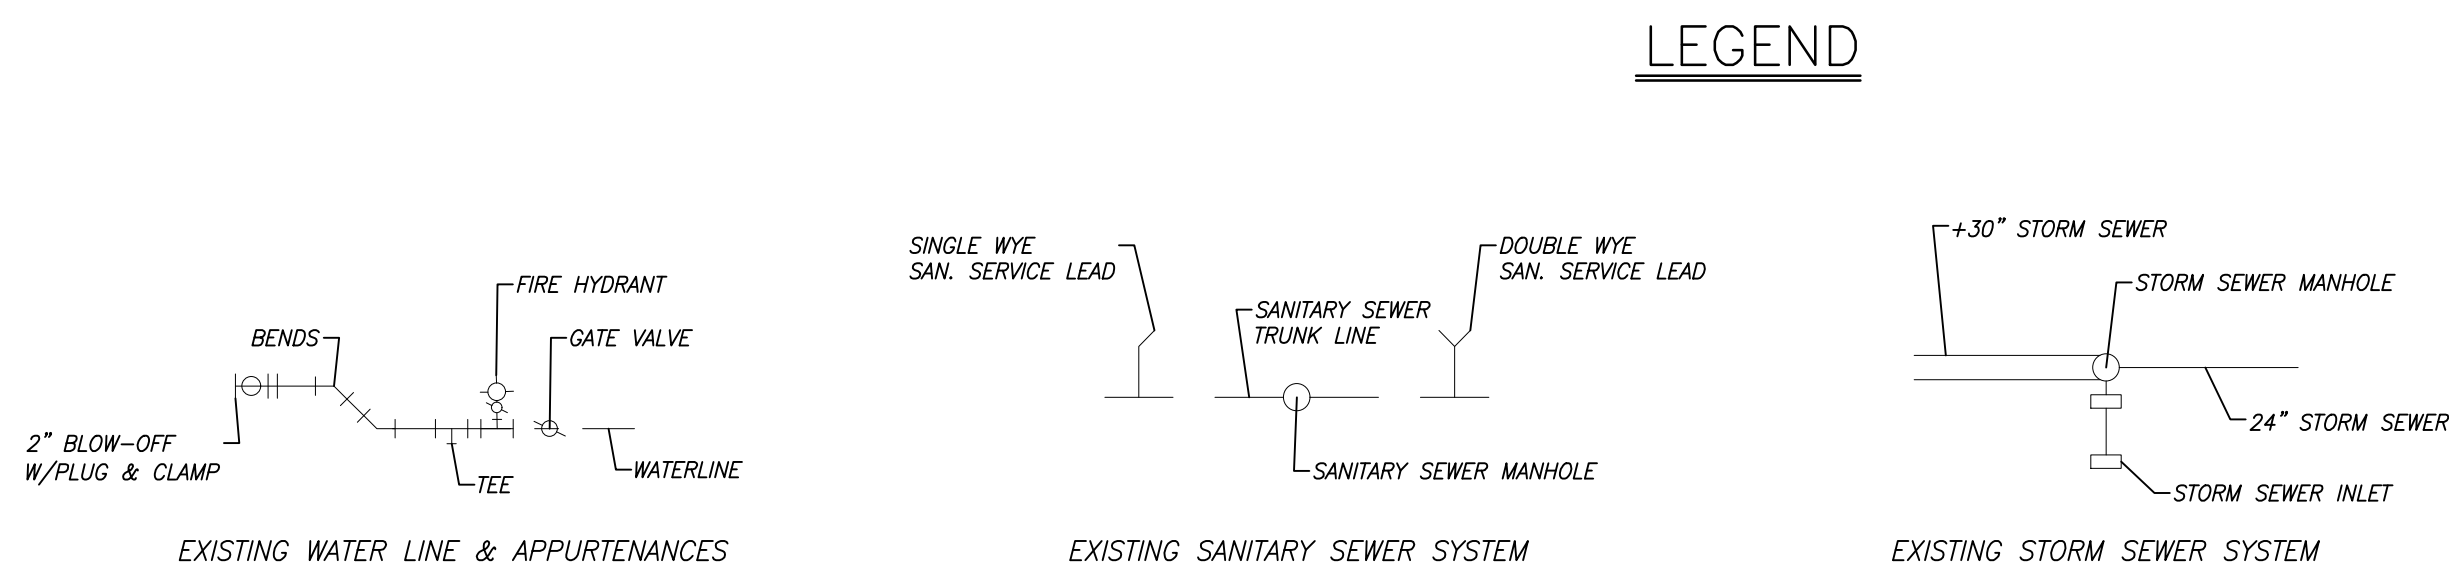 LEGEND
FIRE HYDRANT
BENDS
GATE VALVE
2" BLOW-OFF
W/PLUG & CLAMP
TEE
WATERLINE
EXISTING WATER LINE & APPURTENANCES
SINGLE WYE
SAN. SERVICE LEAD
DOUBLE WYE
SAN. SERVICE LEAD
SANITARY SEWER
TRUNK LINE
SANITARY SEWER MANHOLE
EXISTING SANITARY SEWER SYSTEM
+30" STORM SEWER
STORM SEWER MANHOLE
24" STORM SEWER
STORM SEWER INLET
EXISTING STORM SEWER SYSTEM